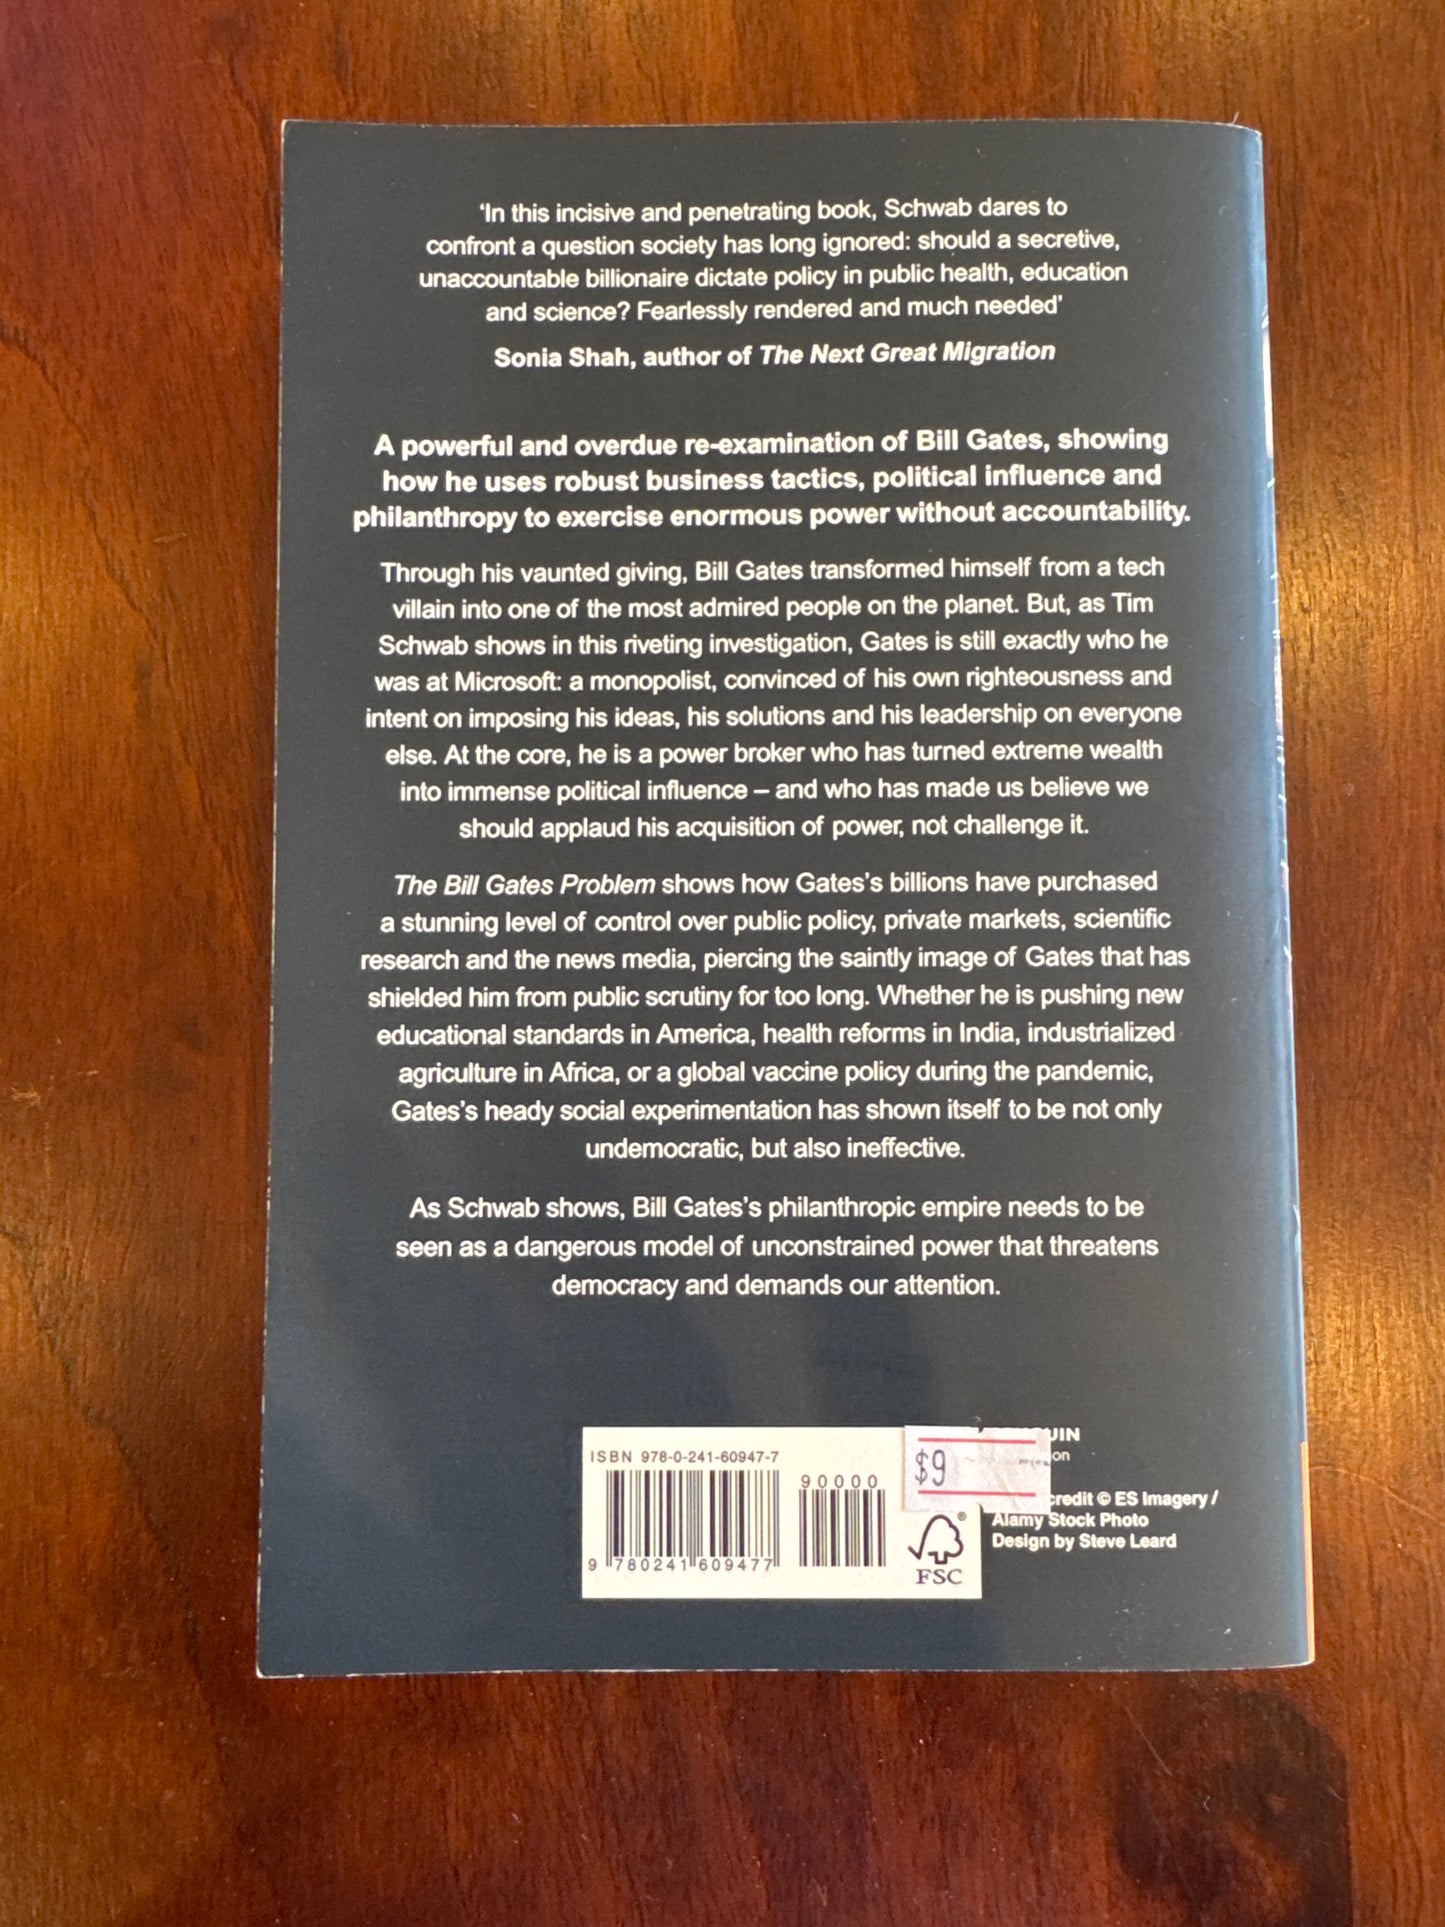 ‘In this incisive and penetrating book, Schwab dares to
confront a question society has long ignored: should a secretive,
unaccountable billionaire dictate policy in public health, education
and science? Fearlessly rendered and much needed’
Sonia Shah, author of The Next Great Migration
A powerful and overdue re-examination of Bill Gates, showing
how he uses robust business tactics, political influence and
philanthropy to exercise enormous power without accountability.
Through his vaunted giving, Bill Gates transformed himself from a tech
villain into one of the most admired people on the planet. But, as Tim
Schwab shows in this riveting investigation, Gates is still exactly who he
was at Microsoft: a monopolist, convinced of his own righteousness and
intent on imposing his ideas, his solutions and his leadership on everyone
else. At the core, he is a power broker who has turned extreme wealth
into immense political influence – and who has made us believe we
should applaud his acquisition of power, not challenge it.
The Bill Gates Problem shows how Gates’s billions have purchased
a stunning level of control over public policy, private markets, scientific
research and the news media, piercing the saintly image of Gates that has
shielded him from public scrutiny for too long. Whether he is pushing new
educational standards in America, health reforms in India, industrialized
agriculture in Africa, or a global vaccine policy during the pandemic,
Gates’s heady social experimentation has shown itself to be not only
undemocratic, but also ineffective.
As Schwab shows, Bill Gates’s philanthropic empire needs to be
seen as a dangerous model of unconstrained power that threatens
democracy and demands our attention.
ISBN 978-0-241-60947-7
90000
9 780241 609477
$9
FSC
®
credit © ES Imagery /
Alamy Stock Photo
Design by Steve Leard